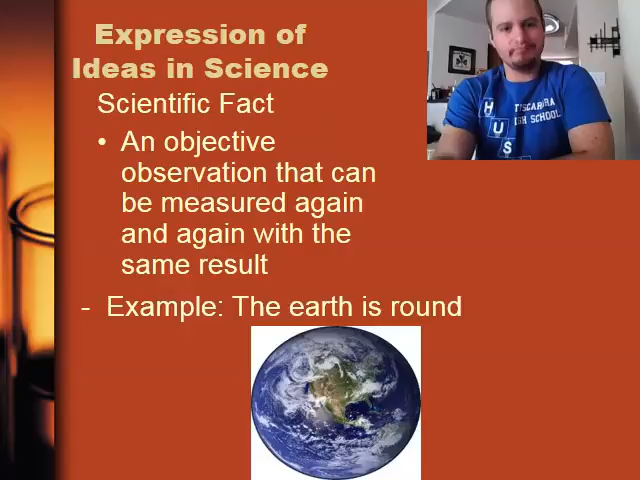 Expression of
Ideas in Science
Scientific Fact
• An objective
observation that can
be measured again
and again with the
same result
- Example: The earth is round
HUS